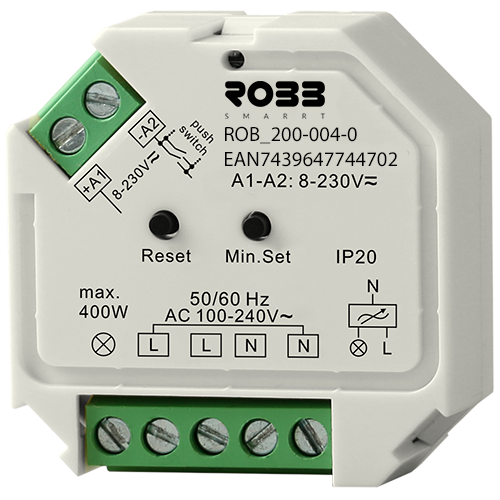 ROBB
SMARRT
ROB_200-004-0
EAN7439647744702
A1-A2: 8-230V⎓~
-A2
+A1
8-230V⎓~
push
switch
Reset
Min.Set
IP20
max.
400W
50/60 Hz
AC 100-240V~
L L N N
N
L